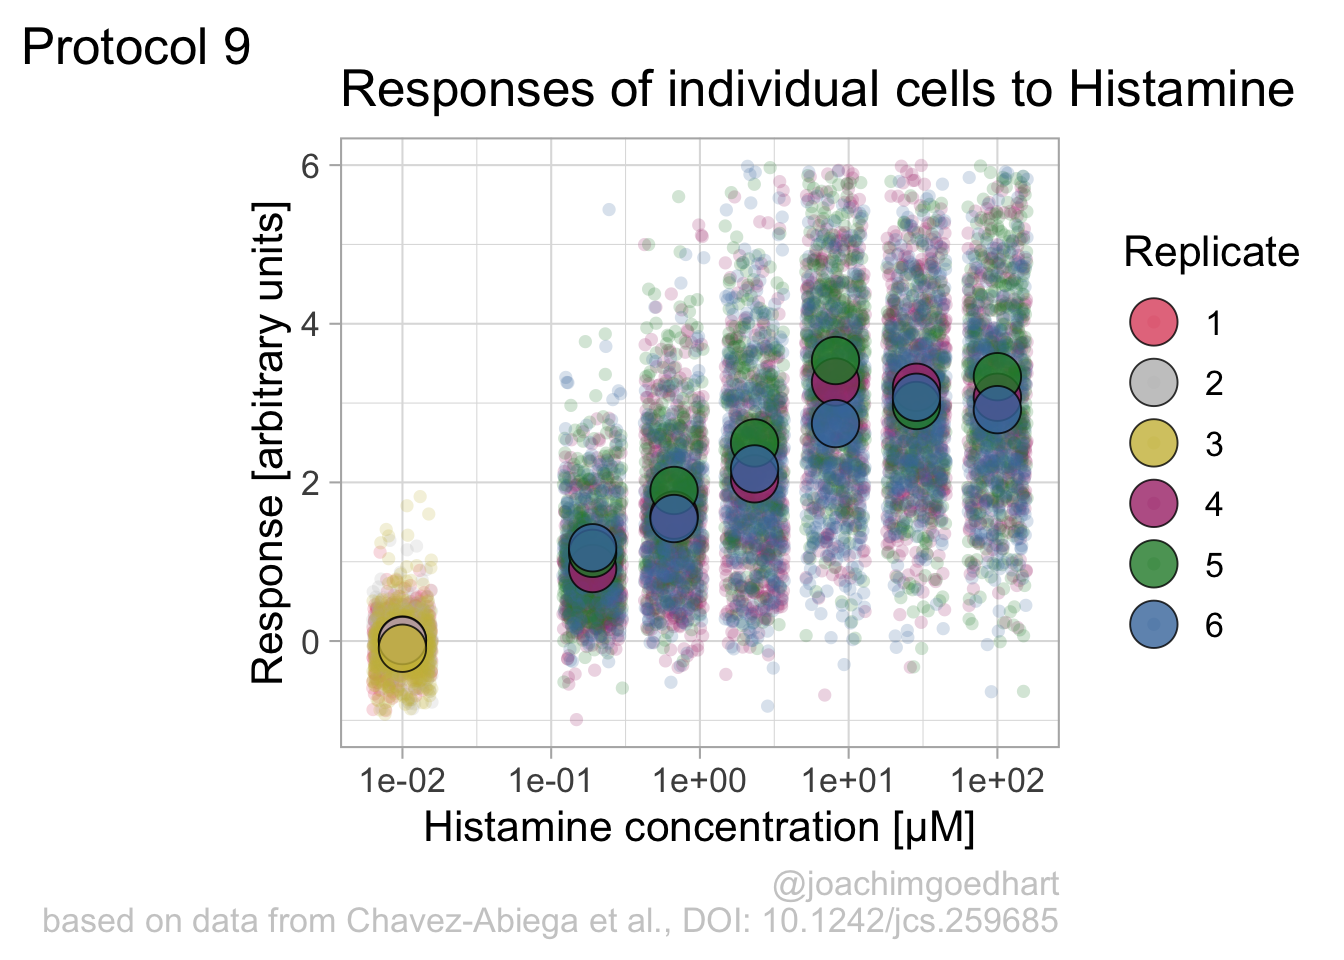 Protocol 9
Responses of individual cells to Histamine
Response [arbitrary units]
6
4
2
0
1e-02 1e-01 1e+00 1e+01 1e+02
Histamine concentration [µM]
Replicate
1
2
3
4
5
6
@joachimgoedhart
based on data from Chavez-Abiega et al., DOI: 10.1242/jcs.259685